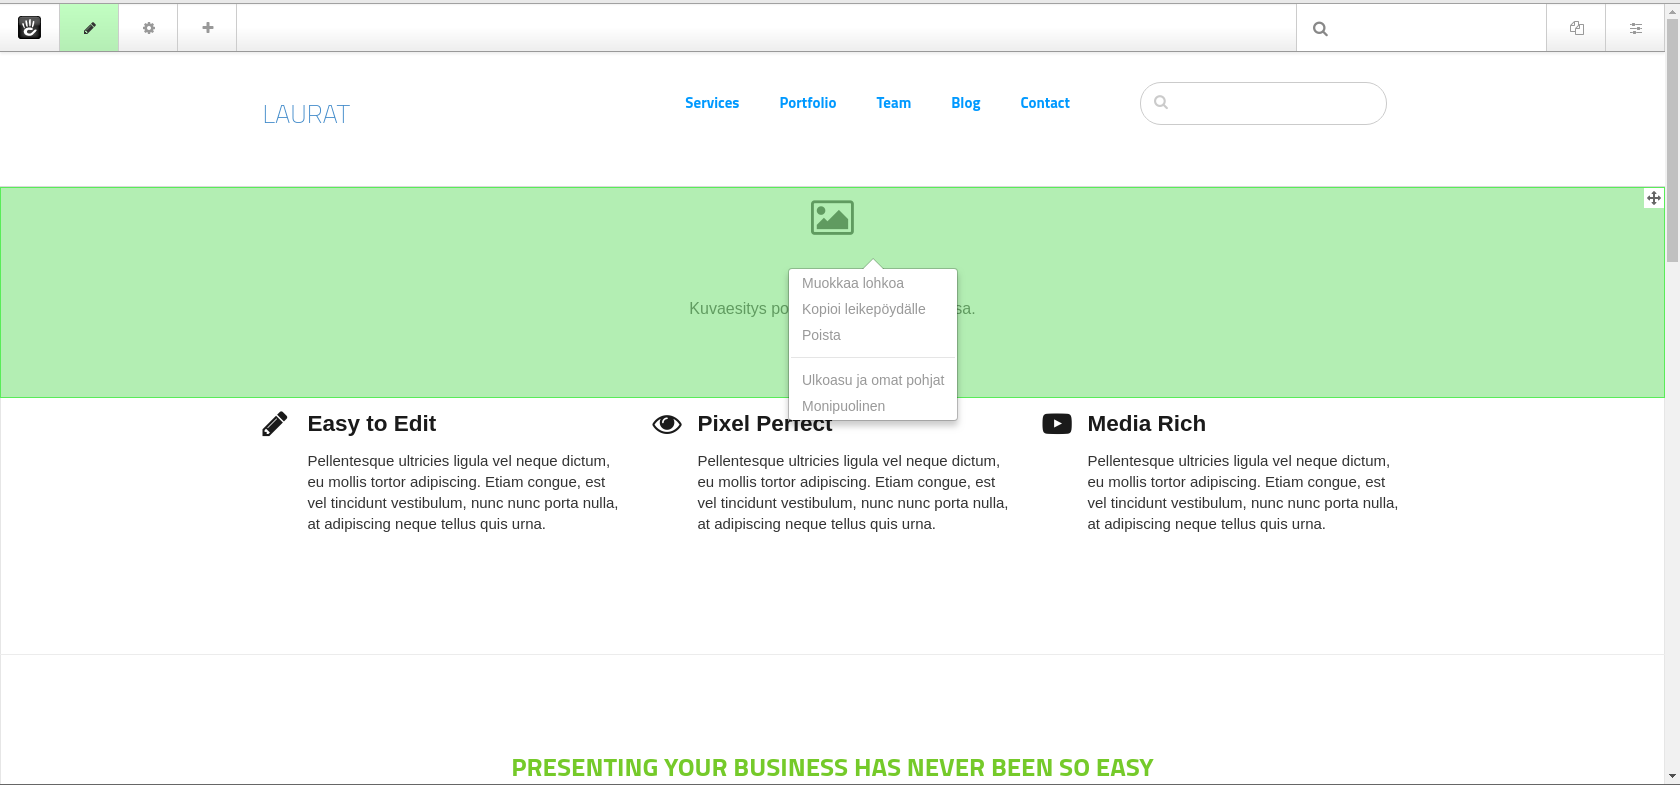 LAURAT
Services
Portfolio
Team
Blog
Contact
Kuvaesitys po
sa.
Muokkaa lohkoa
Kopioi leikepöydälle
Poista
Ulkoasu ja omat pohjat
Monipuolinen
Easy to Edit
Pellentesque ultricies ligula vel neque dictum,
eu mollis tortor adipiscing. Etiam congue, est
vel tincidunt vestibulum, nunc nunc porta nulla,
at adipiscing neque tellus quis urna.
Pixel Perfect
Pellentesque ultricies ligula vel neque dictum,
eu mollis tortor adipiscing. Etiam congue, est
vel tincidunt vestibulum, nunc nunc porta nulla,
at adipiscing neque tellus quis urna.
Media Rich
Pellentesque ultricies ligula vel neque dictum,
eu mollis tortor adipiscing. Etiam congue, est
vel tincidunt vestibulum, nunc nunc porta nulla,
at adipiscing neque tellus quis urna.
PRESENTING YOUR BUSINESS HAS NEVER BEEN SO EASY